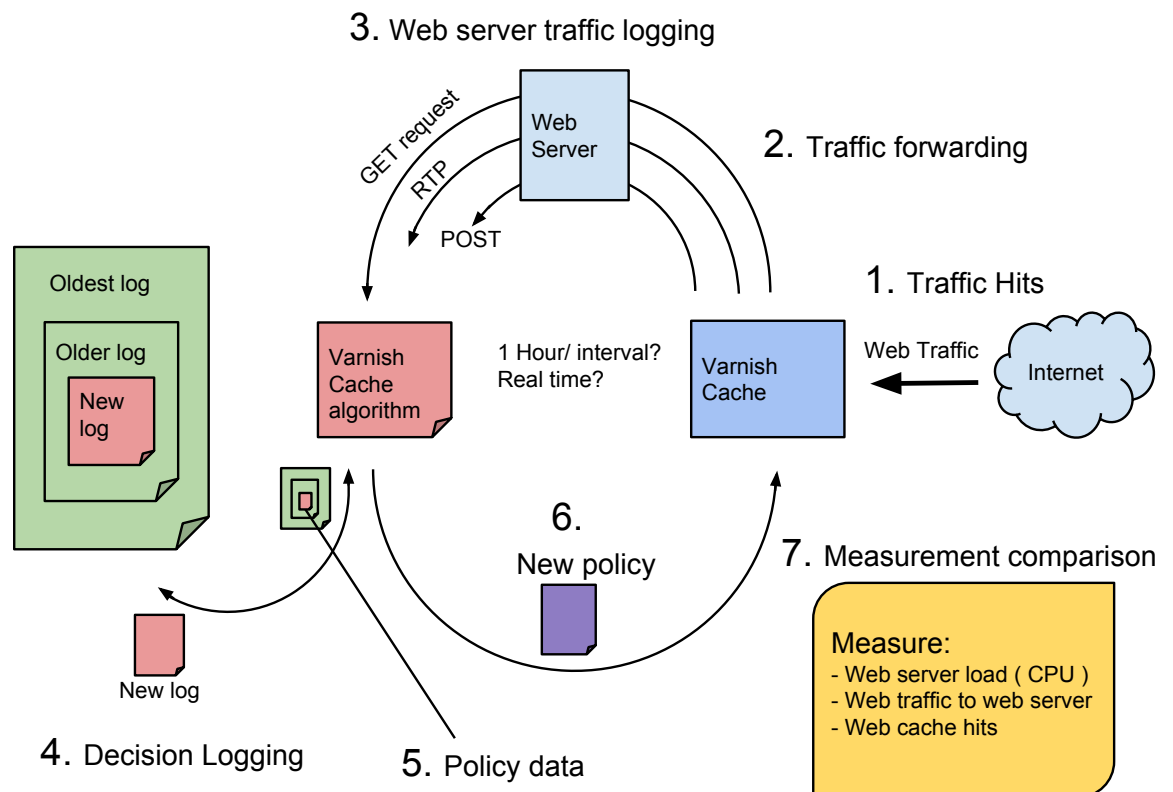 3. Web server traffic logging
Web
Server
GET request
RTP
POST
2. Traffic forwarding
1. Traffic Hits
Web Traffic
Internet
Oldest log
Older log
New
log
Varnish
Cache
algorithm
1 Hour/ interval?
Real time?
Varnish
Cache
6.
New policy
New log
4. Decision Logging
5. Policy data
7. Measurement comparison
Measure:
- Web server load ( CPU )
- Web traffic to web server
- Web cache hits